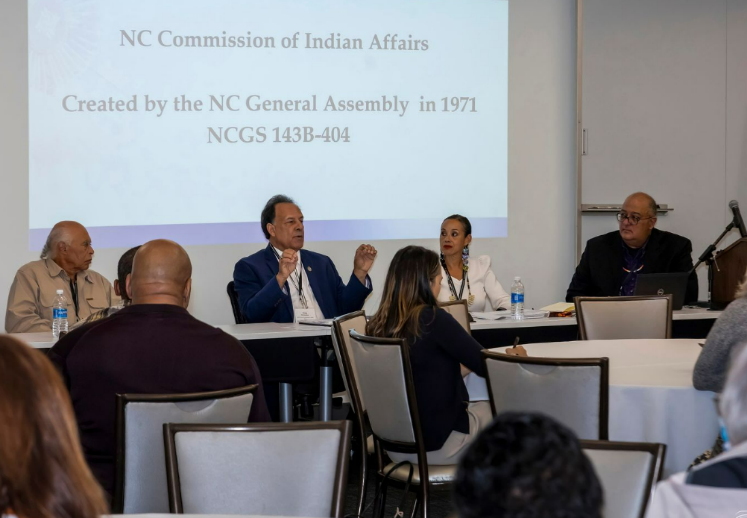 NC Commission of Indian Affairs
Created by the NC General Assembly in 1971
NCGS 143B-404